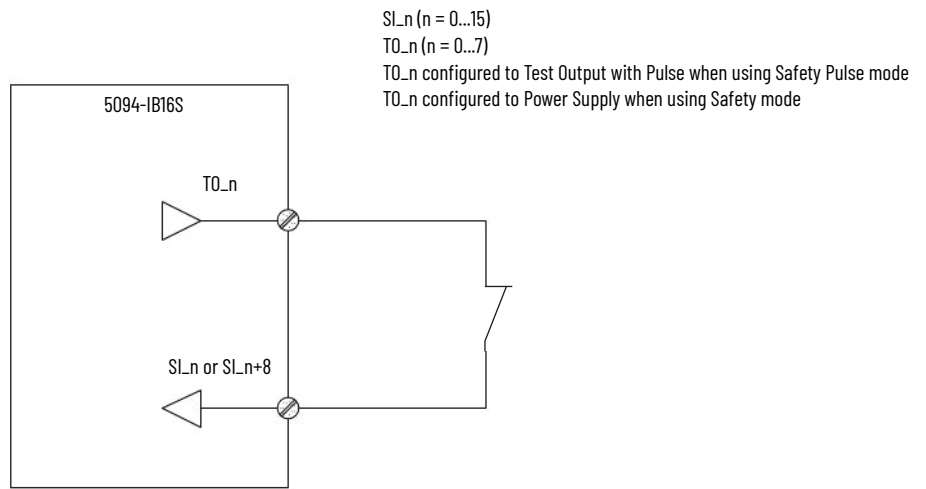 SI_n (n = 0...15)
TO_n (n = 0...7)
TO_n configured to Test Output with Pulse when using Safety Pulse mode
TO_n configured to Power Supply when using Safety mode
5094-IB16S
TO_n
SI_n or SI_n+8